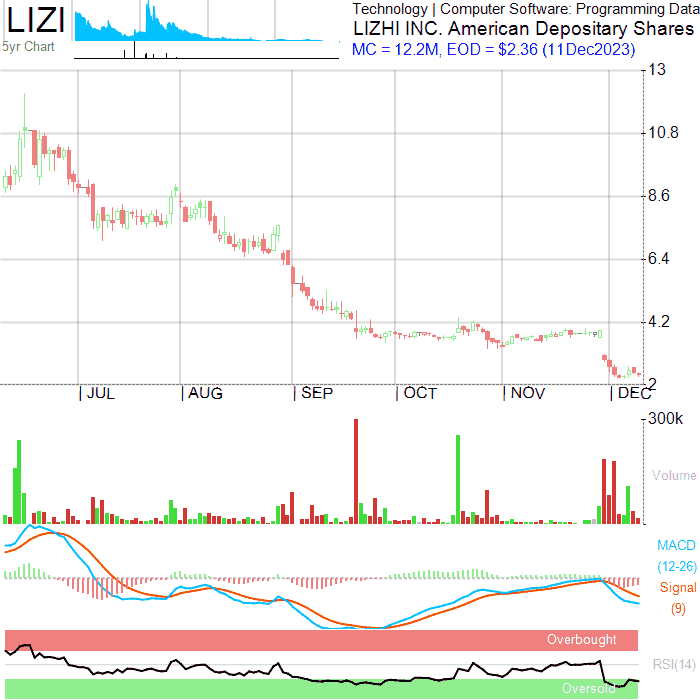 LIZI
5yr Chart
Technology | Computer Software: Programming Data
LIZHI INC. American Depositary Shares
MC = 12.2M, EOD = $2.36 (11Dec2023)
13
10.8
8.6
6.4
4.2
2
JUL AUG SEP OCT NOV DEC
300k
Volume
MACD
(12-26)
Signal
(9)
Overbought
RSI(14)
Oversold